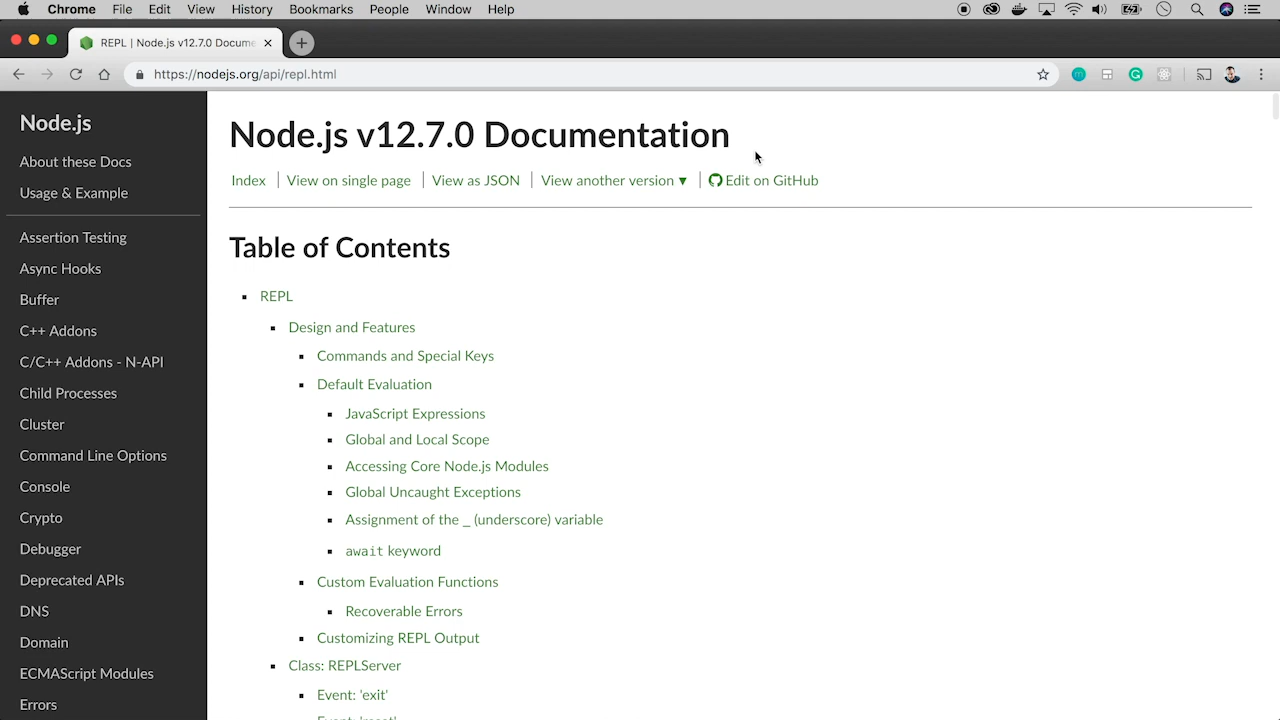 Chrome File Edit View History Bookmarks People Window Help
REPL | Node.js v12.7.0 Docume
https://nodejs.org/api/repl.html
Node.js
About these Docs
Usage & Example
Assertion Testing
Async Hooks
Buffer
C++ Addons
C/C++ Addons - N-API
Child Processes
Cluster
Command Line Options
Console
Crypto
Debugger
Deprecated APIs
DNS
Domain
ECMAScript Modules
Errors
Node.js v12.7.0 Documentation
Index | View on single page | View as JSON | View another version ▼ | Edit on GitHub
Table of Contents
REPL
Design and Features
Commands and Special Keys
Default Evaluation
JavaScript Expressions
Global and Local Scope
Accessing Core Node.js Modules
Global Uncaught Exceptions
Assignment of the _ (underscore) variable
await keyword
Custom Evaluation Functions
Recoverable Errors
Customizing REPL Output
Class: REPLServer
Event: 'exit'